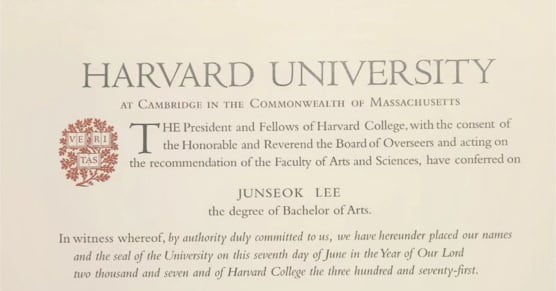 HARVARD UNIVERSITY
AT CAMBRIDGE IN THE COMMONWEALTH OF MASSACHUSETTS
VE RI
TAS
THE President and Fellows of Harvard College, with the consent of
the Honorable and Reverend the Board of Overseers and acting on
the recommendation of the Faculty of Arts and Sciences, have conferred on
JUNSEOK LEE
the degree of Bachelor of Arts.
In witness whereof, by authority duly committed to us, we have hereunder placed our names
and the seal of the University on this seventh day of June in the Year of Our Lord
two thousand and seven and of Harvard College the three hundred and seventy-first.